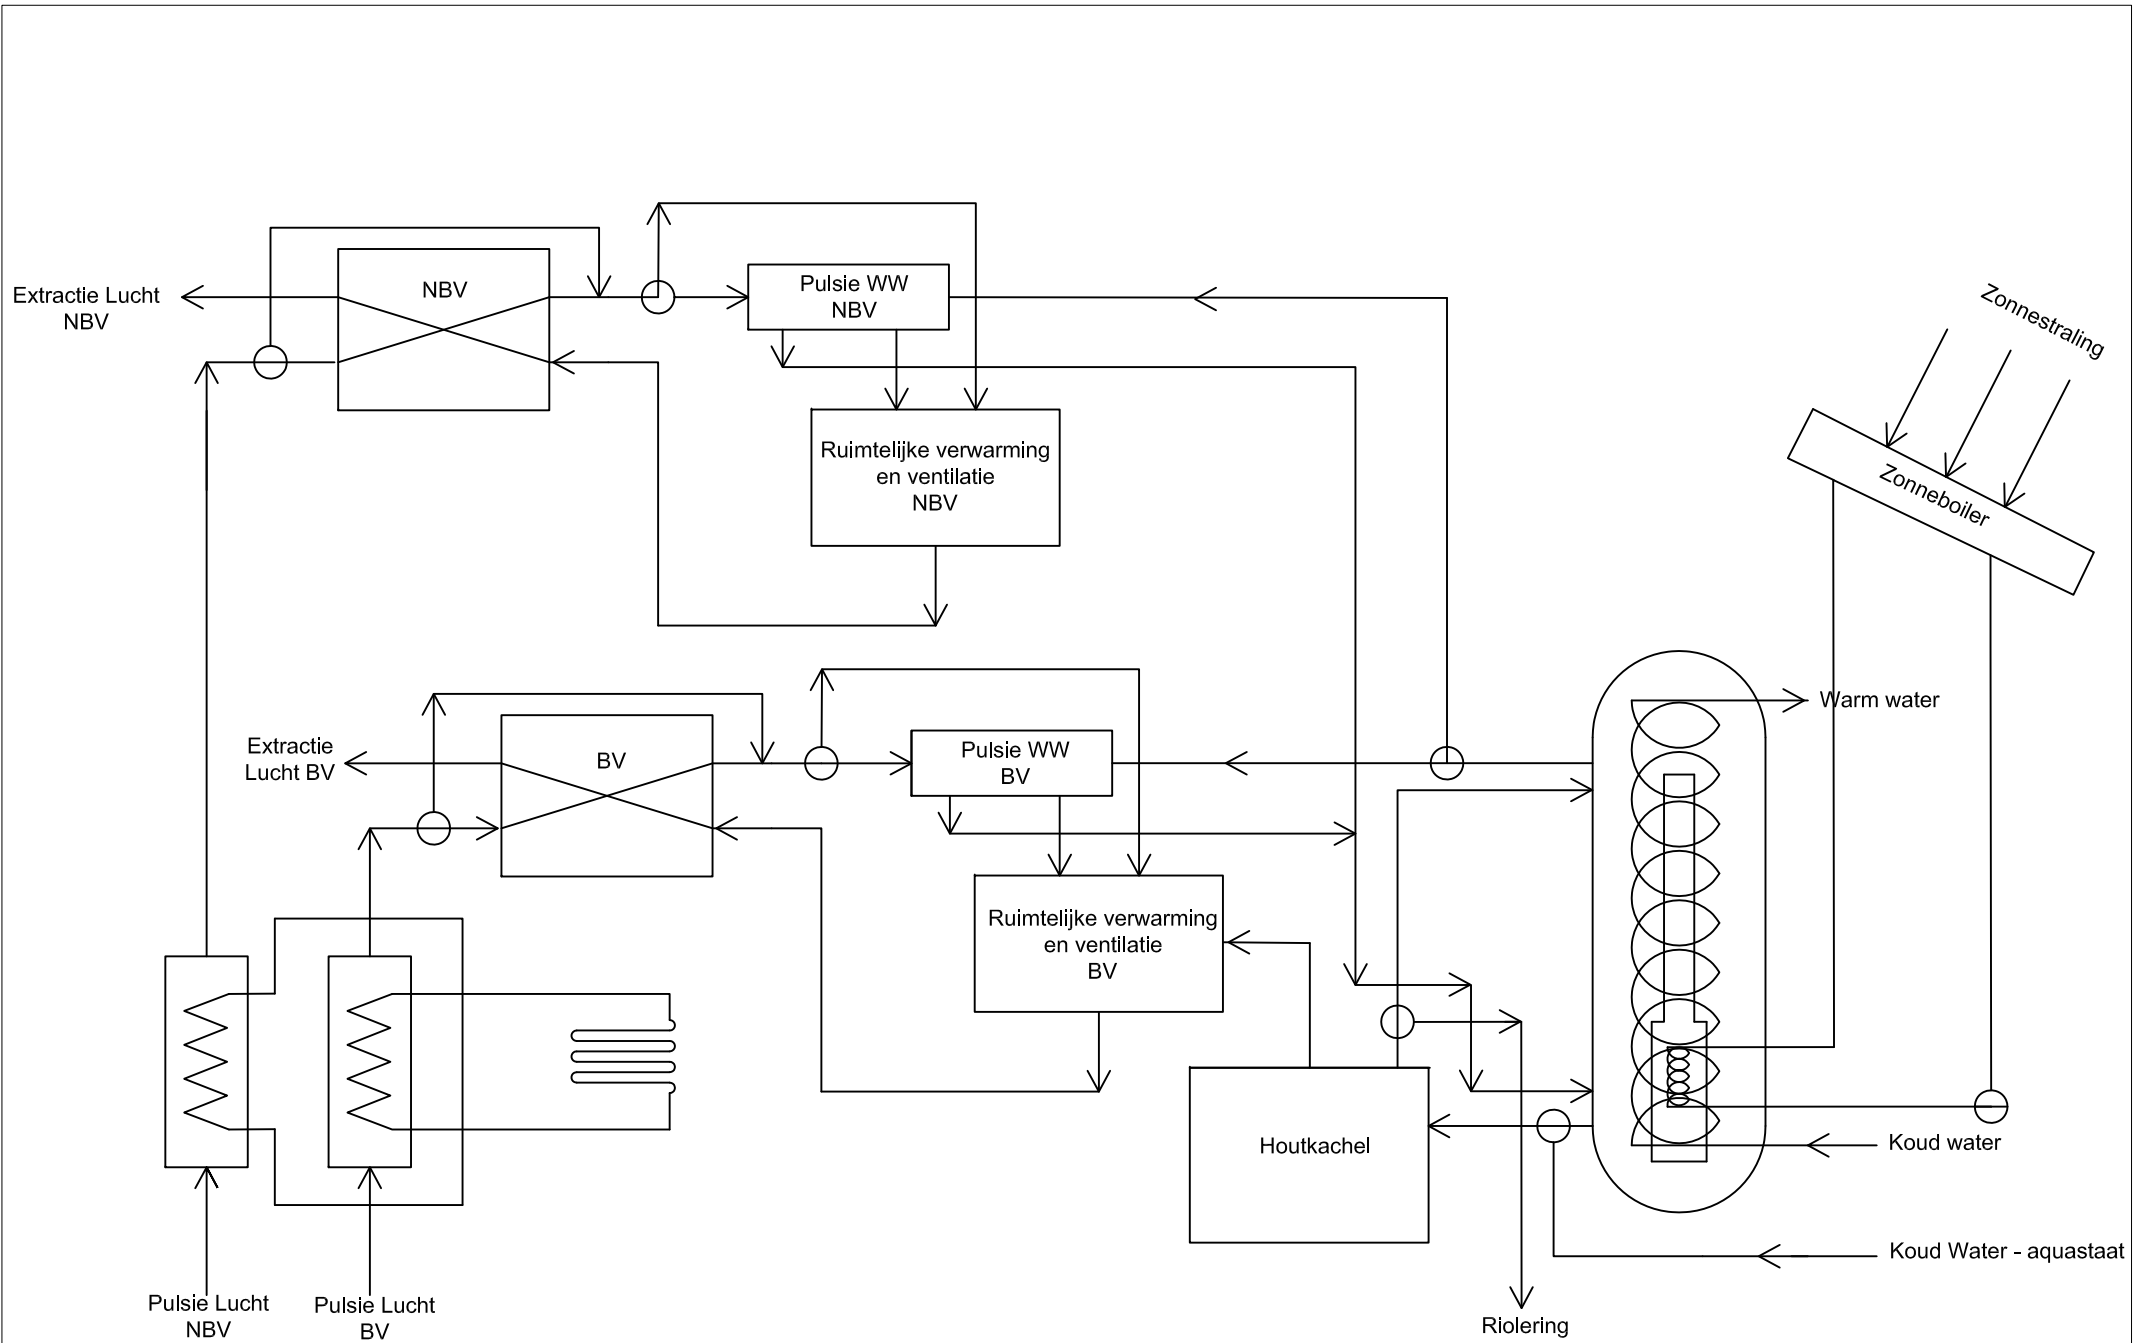 Extractie Lucht
NBV
NBV
Pulsie WW
NBV
Zonnestraling
Ruimtelijke verwarming
en ventilatie
NBV
Zonneboiler
Extractie
Lucht BV
BV
Pulsie WW
BV
Warm water
Ruimtelijke verwarming
en ventilatie
BV
Houtkachel
Koud water
Koud Water - aquastaat
Pulsie Lucht
NBV
Pulsie Lucht
BV
Riolering